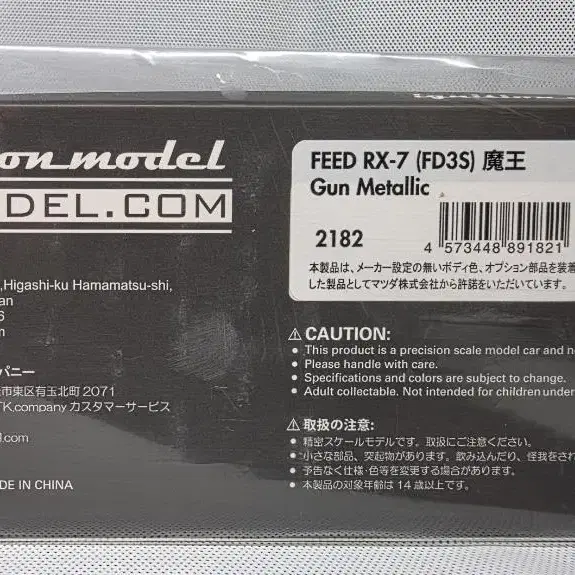 on model
DEL.COM
,Higashi-ku Hamamatsu-shi,
an
6
m
パニー
市東区有玉北町2071
TK.company カスタマーサービス
l.com
DE IN CHINA
FEED RX-7 (FD3S) 魔王
Gun Metallic
2182
4 573448 891821
本製品は、メーカー設定の無いボディ色、オプション部品を装着
した製品としてマツダ株式会社から許諾をいただいています。
⚠CAUTION:
• This product is a precision scale model car and n
• Please handle with care.
• Specifications and colors are subject to change.
• Adult collectable. Not intended for children under
⚠取扱の注意:
• 精密スケールモデルです。取扱にご注意ください。
• 小さな部品、突起物があります。飲み込んだり、怪我をされ
• 予告なく仕様・色等を変更する場合があります。
• 本製品の対象年齢は14歳以上です。